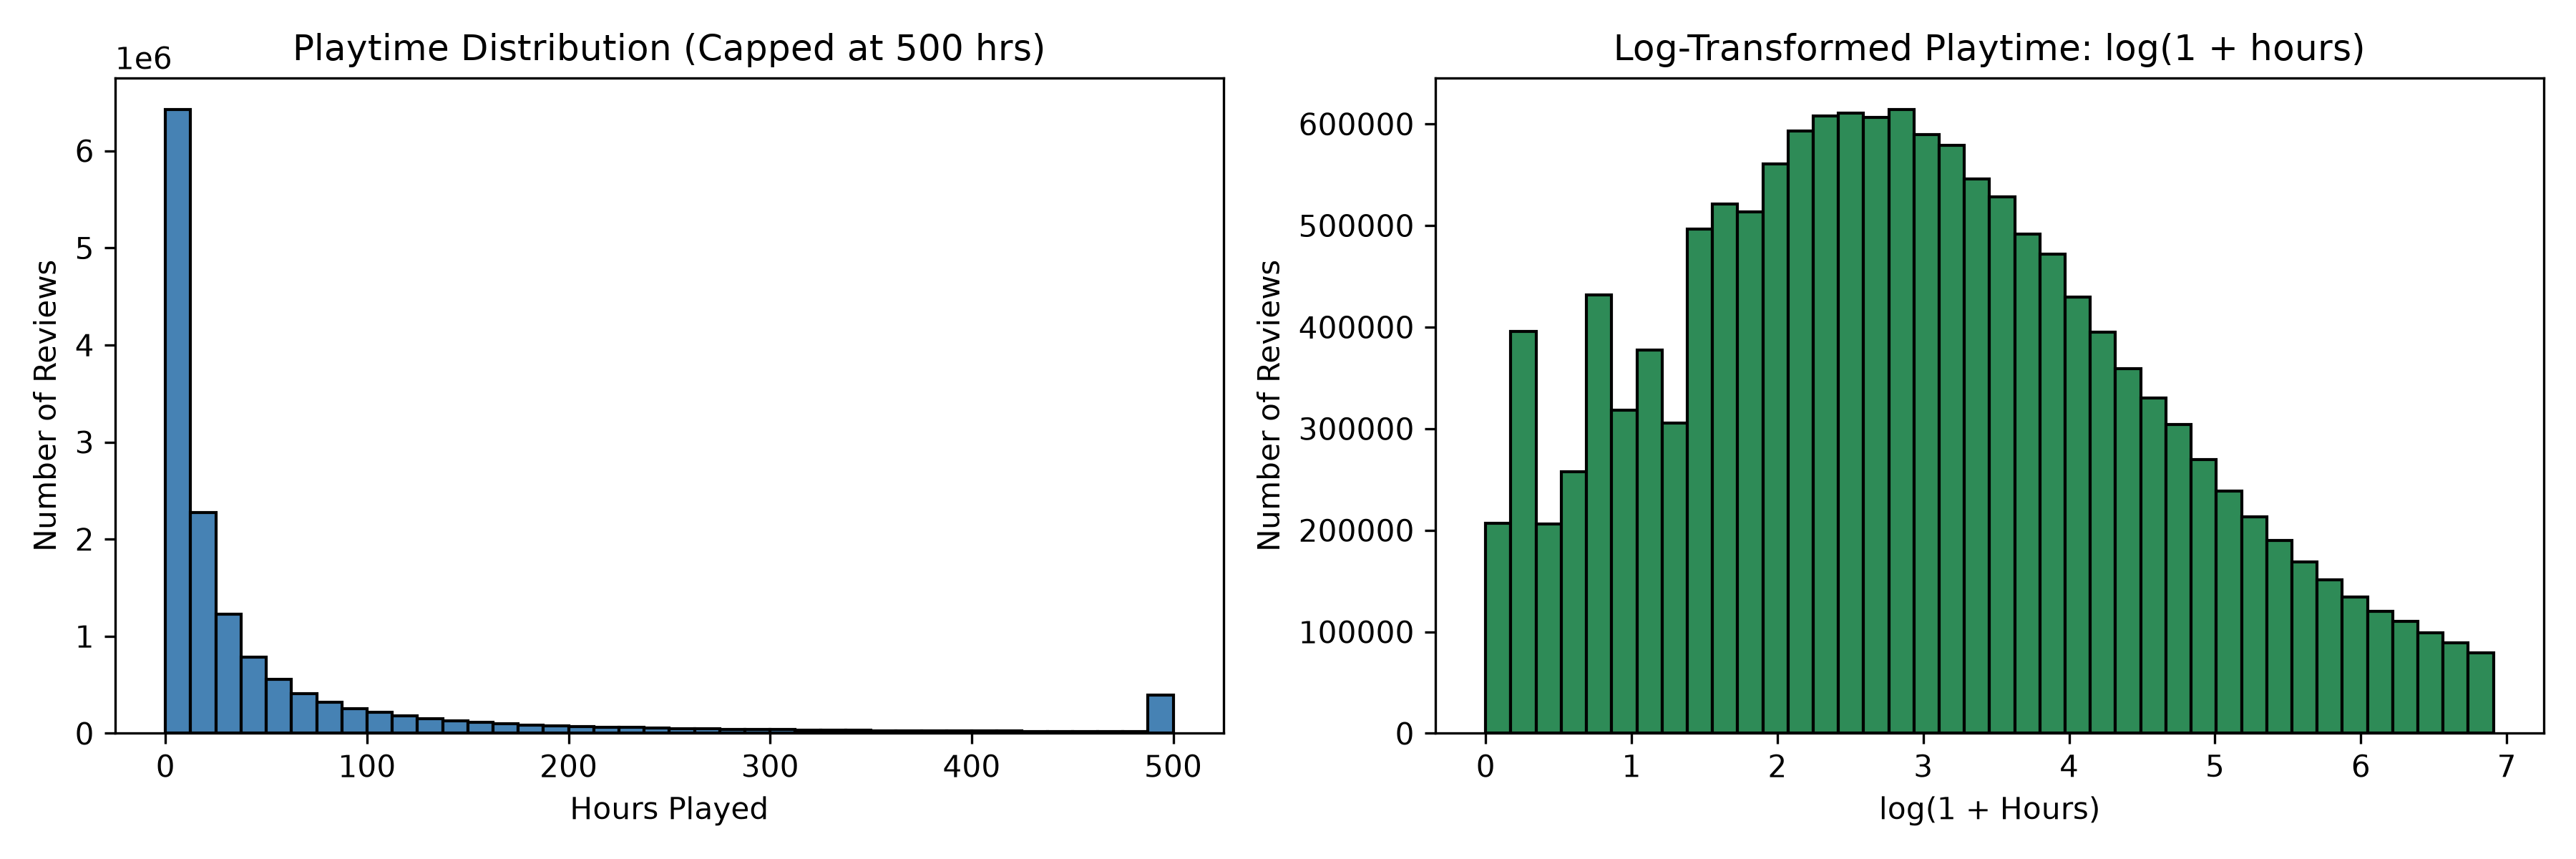 Playtime Distribution (Capped at 500 hrs)
1e6
6
5
4
3
2
1
0
Number of Reviews
0 100 200 300 400 500
Hours Played
Log-Transformed Playtime: log(1 + hours)
600000
500000
400000
300000
200000
100000
0
Number of Reviews
0 1 2 3 4 5 6 7
log(1 + Hours)